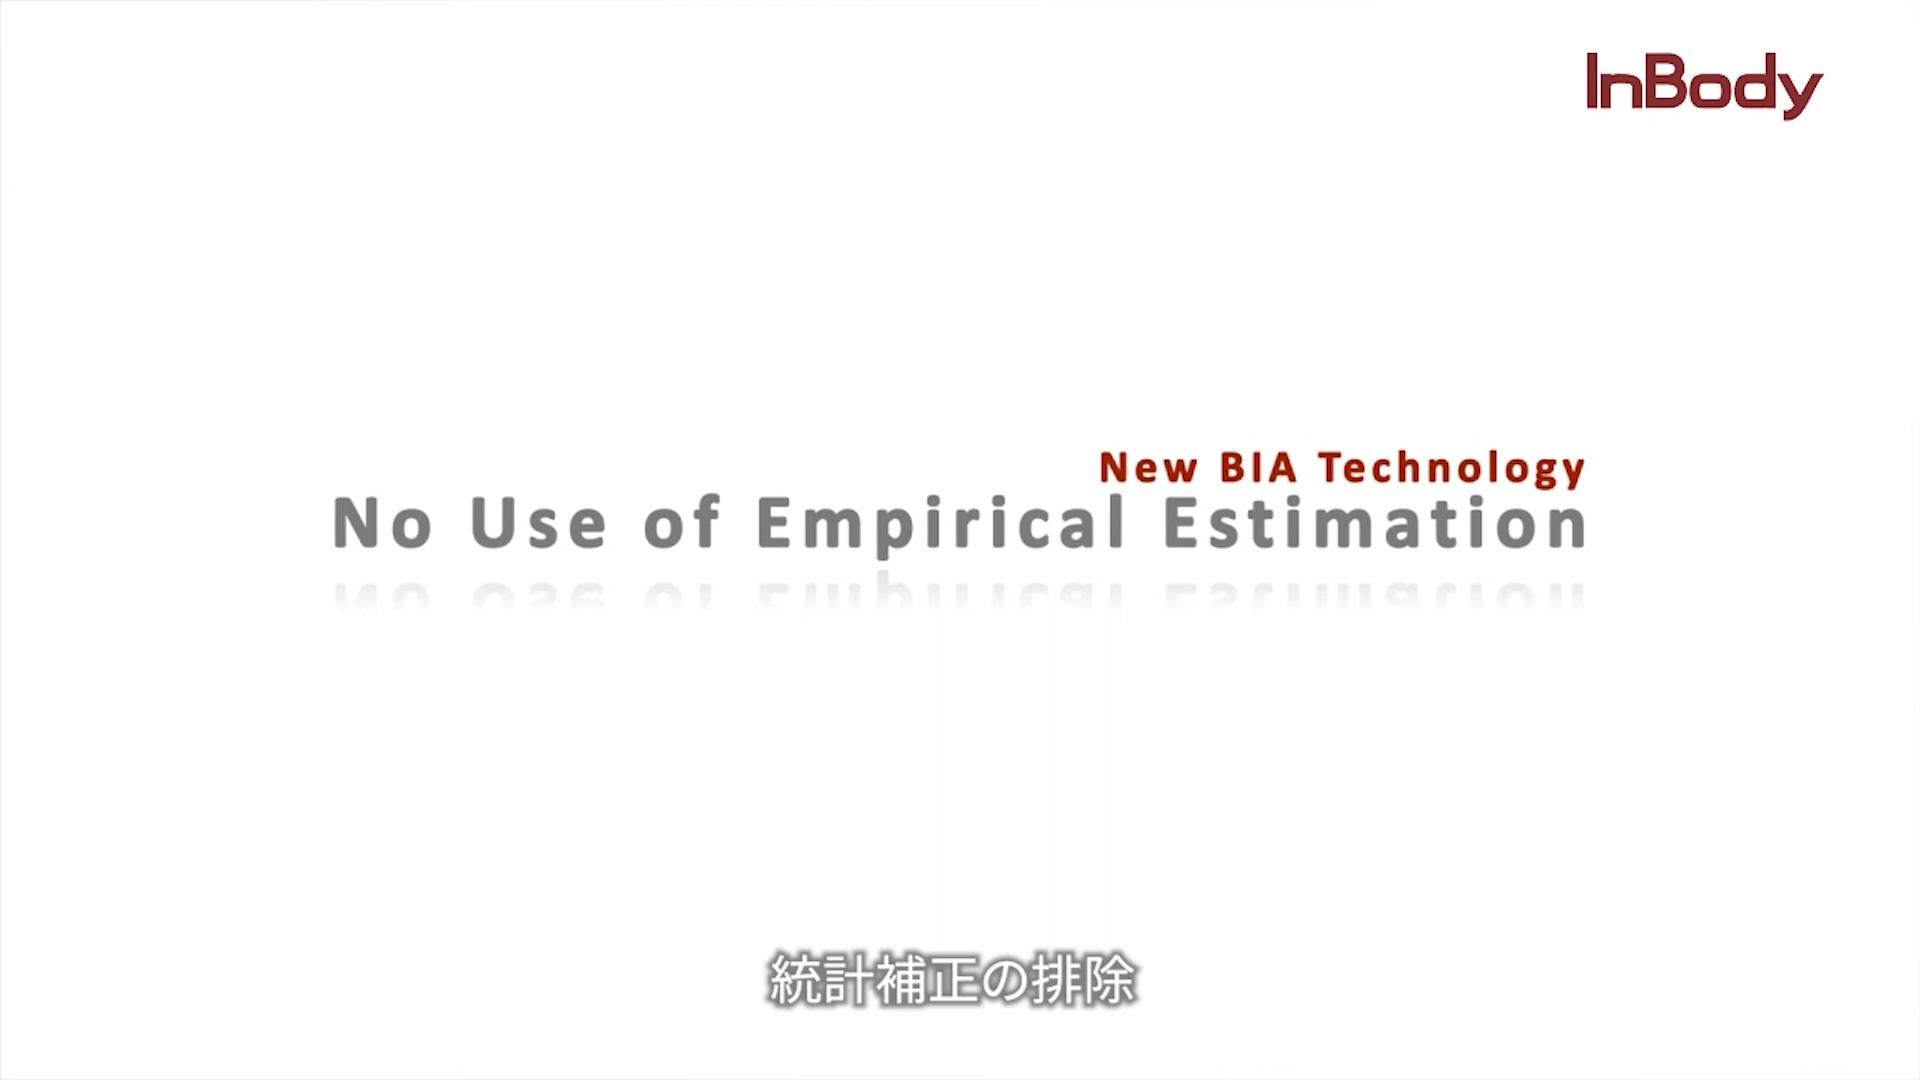 InBody
New BIA Technology
No Use of Empirical Estimation
統計補正の排除